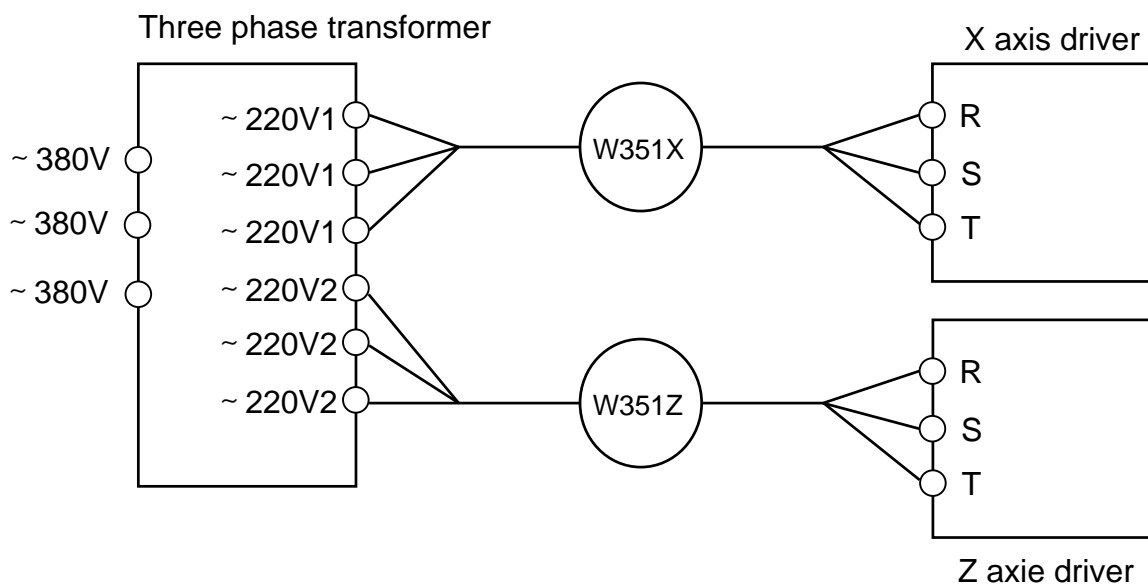 Three phase transformer
~ 380V
~ 380V
~ 380V
~ 220V1
~ 220V1
~ 220V1
~ 220V2
~ 220V2
~ 220V2
W351X
W351Z
X axis driver
R
S
T
R
S
T
Z axie driver